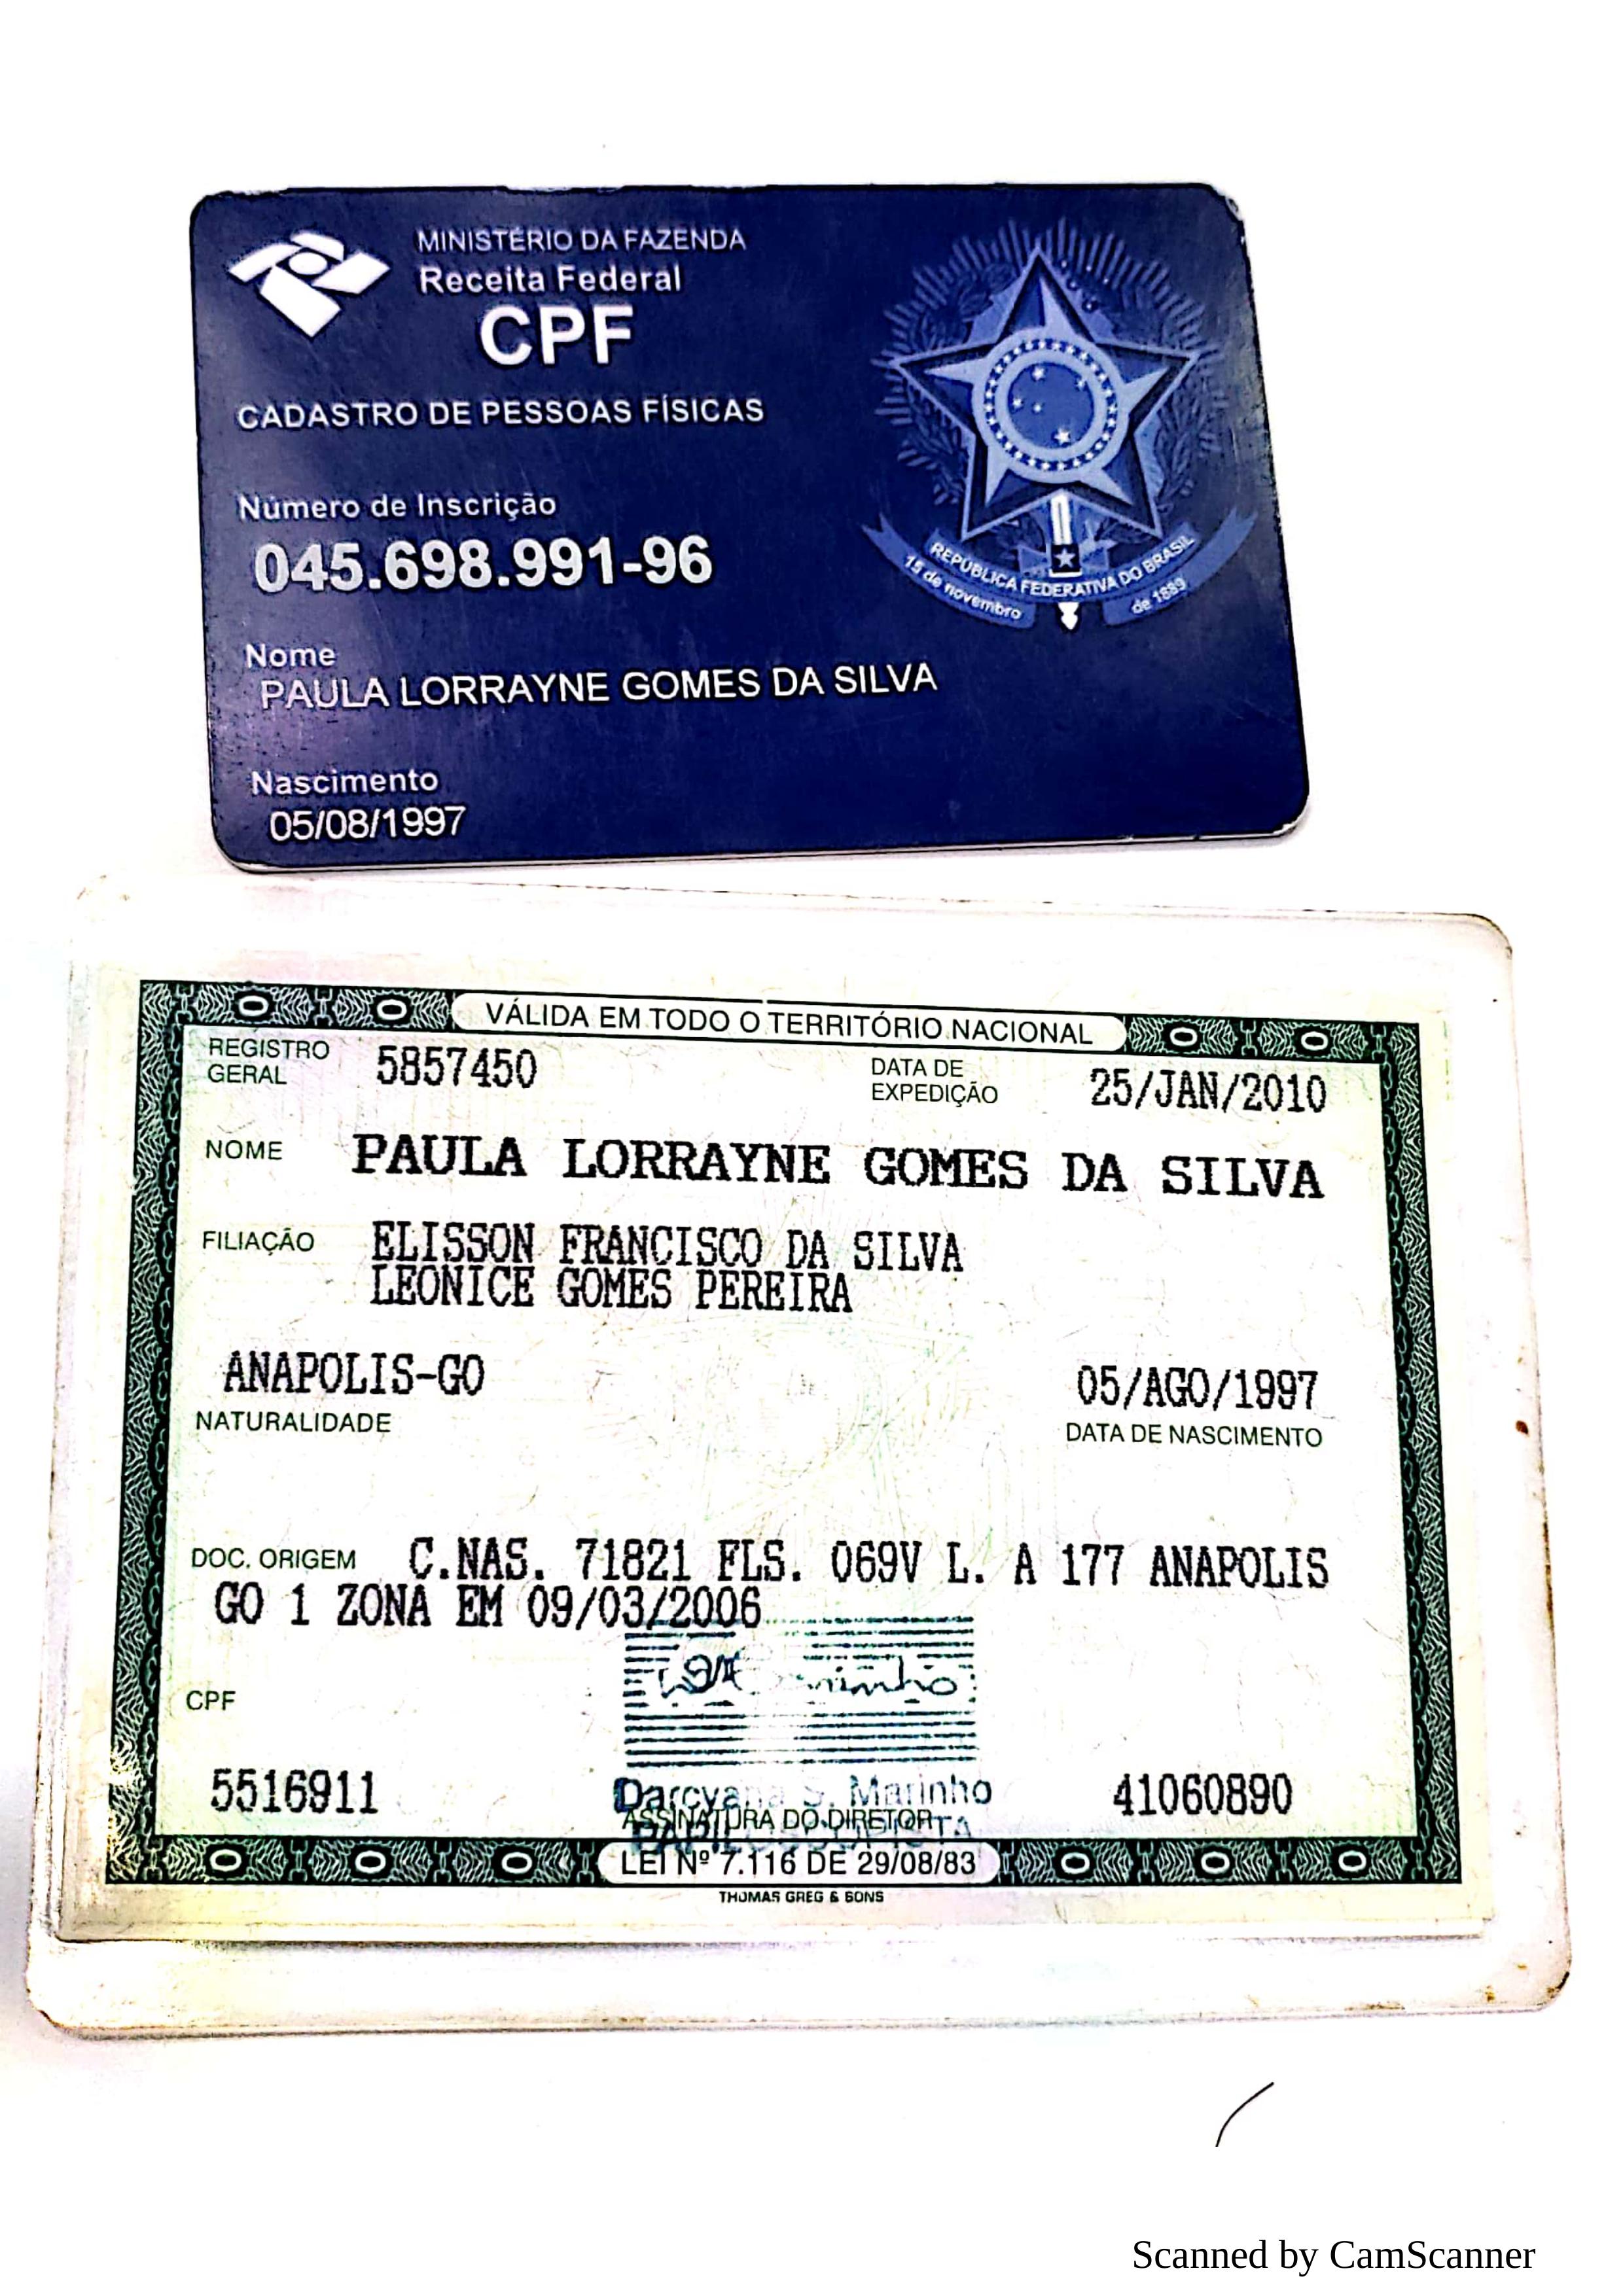 MINISTÉRIO DA FAZENDA
Receita Federal
CPF
CADASTRO DE PESSOAS FÍSICAS
Número de Inscrição
045.698.991-96
Nome
PAULA LORRAYNE GOMES DA SILVA
Nascimento
05/08/1997
REPÚBLICA FEDERATIVA DO BRASIL
15 de novembro de 1889
VÁLIDA EM TODO O TERRITÓRIO NACIONAL
REGISTRO GERAL 5857450 DATA DE EXPEDIÇÃO 25/JAN/2010
NOME PAULA LORRAYNE GOMES DA SILVA
FILIAÇÃO ELISSON FRANCISCO DA SILVA
LEONICE GOMES PEREIRA
ANAPOLIS-GO 05/AGO/1997
NATURALIDADE DATA DE NASCIMENTO
DOC. ORIGEM C.NAS. 71821 FLS. 069V L. A 177 ANAPOLIS
GO 1 ZONA EM 09/03/2006
CPF
5516911 Darcyana S. Marinho 41060890
ASSINATURA DO DIRETOR
LEI Nº 7.116 DE 29/08/83
THOMAS GREG & SONS
Scanned by CamScanner